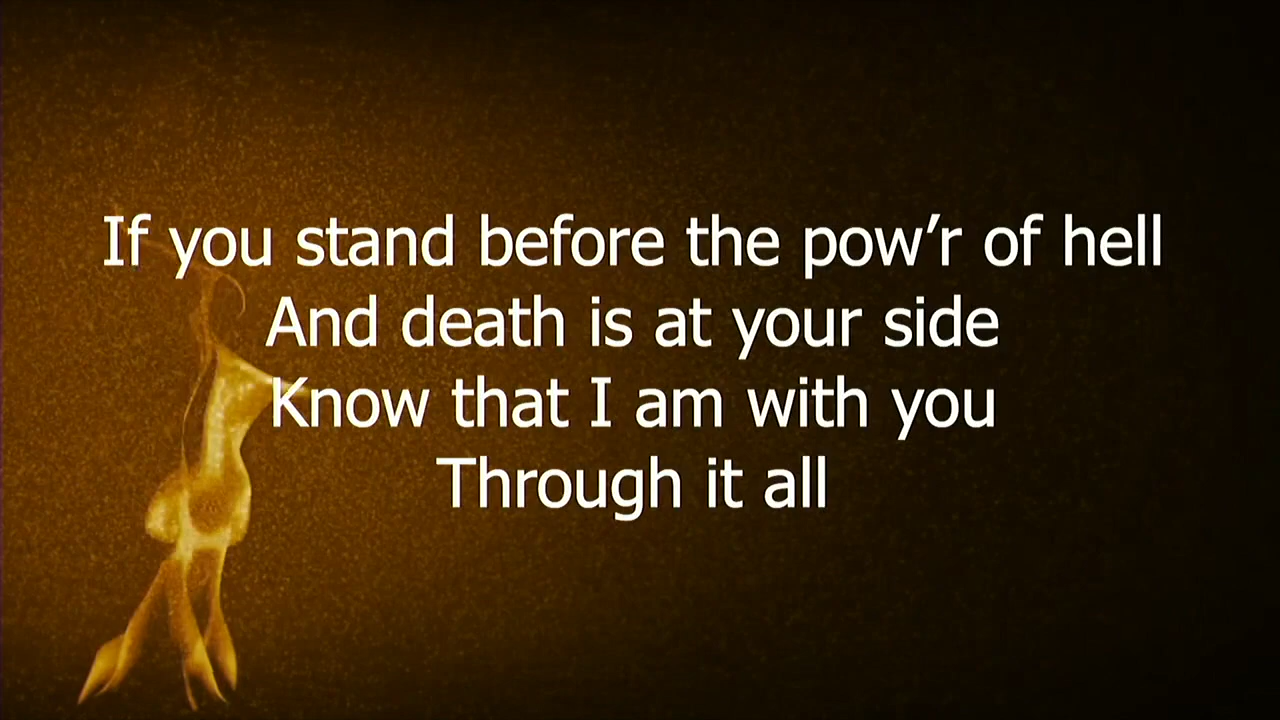 If you stand before the pow’r of hell
And death is at your side
Know that I am with you
Through it all